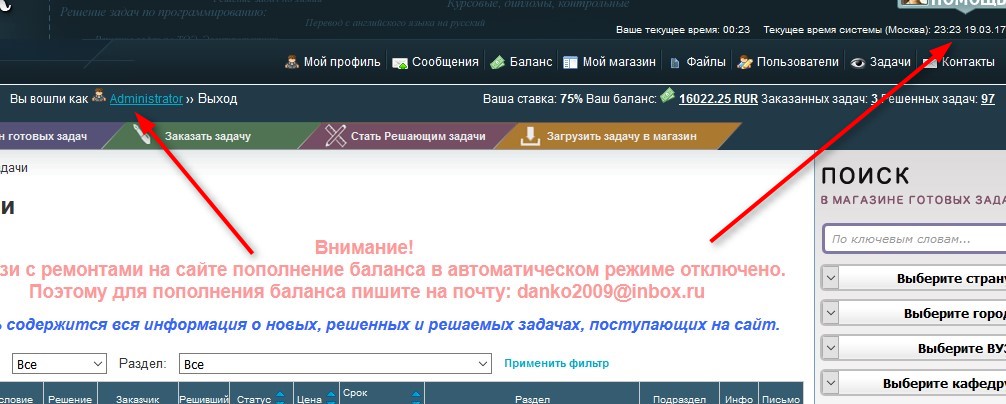 Курсовые, дипломы, контрольные
Решение задач по программированию:
Перевод с английского на русский
ПОМОЩЬ
Ваше текущее время: 00:23 Текущее время системы (Москва): 23:23 19.03.17
Мой профиль Сообщения Баланс Мой магазин Файлы Пользователи Задачи Контакты
Вы вошли как Administrator ›› Выход Ваша ставка: 75% Ваш баланс: 16022.25 RUR Заказанных задач: 3 Решенных задач: 97
н готовых задач Заказать задачу Стать Решающим задачи Загрузить задачу в магазин
дачи
и
Внимание!
зи с ремонтами на сайте пополнение баланса в автоматическом режиме отключено.
Поэтому для пополнения баланса пишите на почту: danko2009@inbox.ru
ь содержится вся информация о новых, решенных и решаемых задачах, поступающих на сайт.
Все Раздел: Все Применить фильтр
словие Решение Заказчик Решивший Статус Цена Срок Раздел Подраздел Инфо Письмо
ПОИСК
В МАГАЗИНЕ ГОТОВЫХ ЗАДА
По ключевым словам...
Выберите страну
Выберите город
Выберите ВУЗ
Выберите кафедру